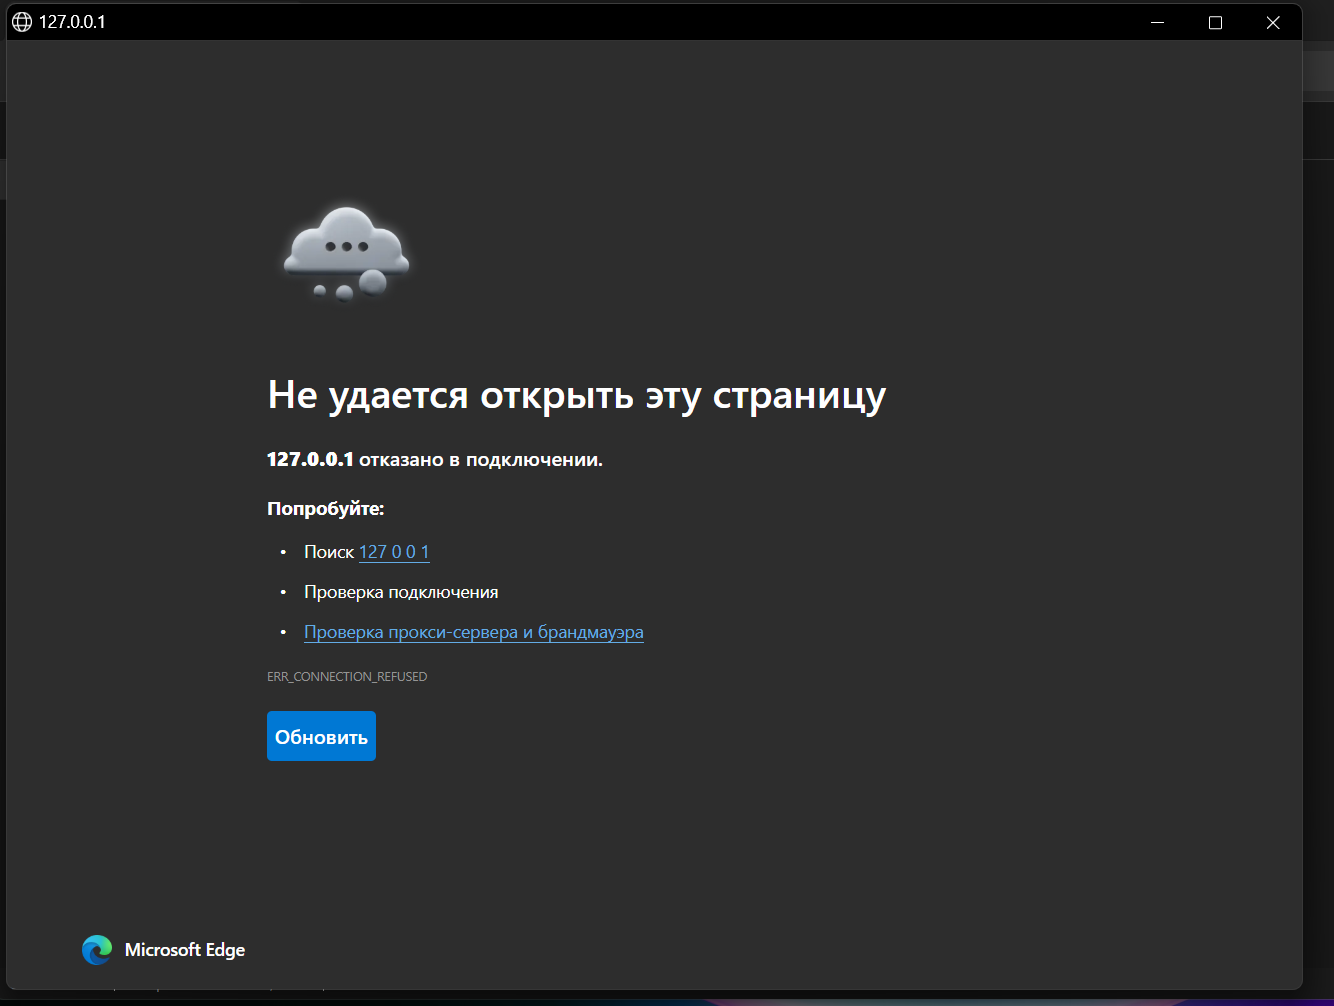 127.0.0.1
Не удается открыть эту страницу
127.0.0.1 отказано в подключении.
Попробуйте:
• Поиск 127 0 0 1
• Проверка подключения
• Проверка прокси-сервера и брандмауэра
ERR_CONNECTION_REFUSED
Обновить
Microsoft Edge